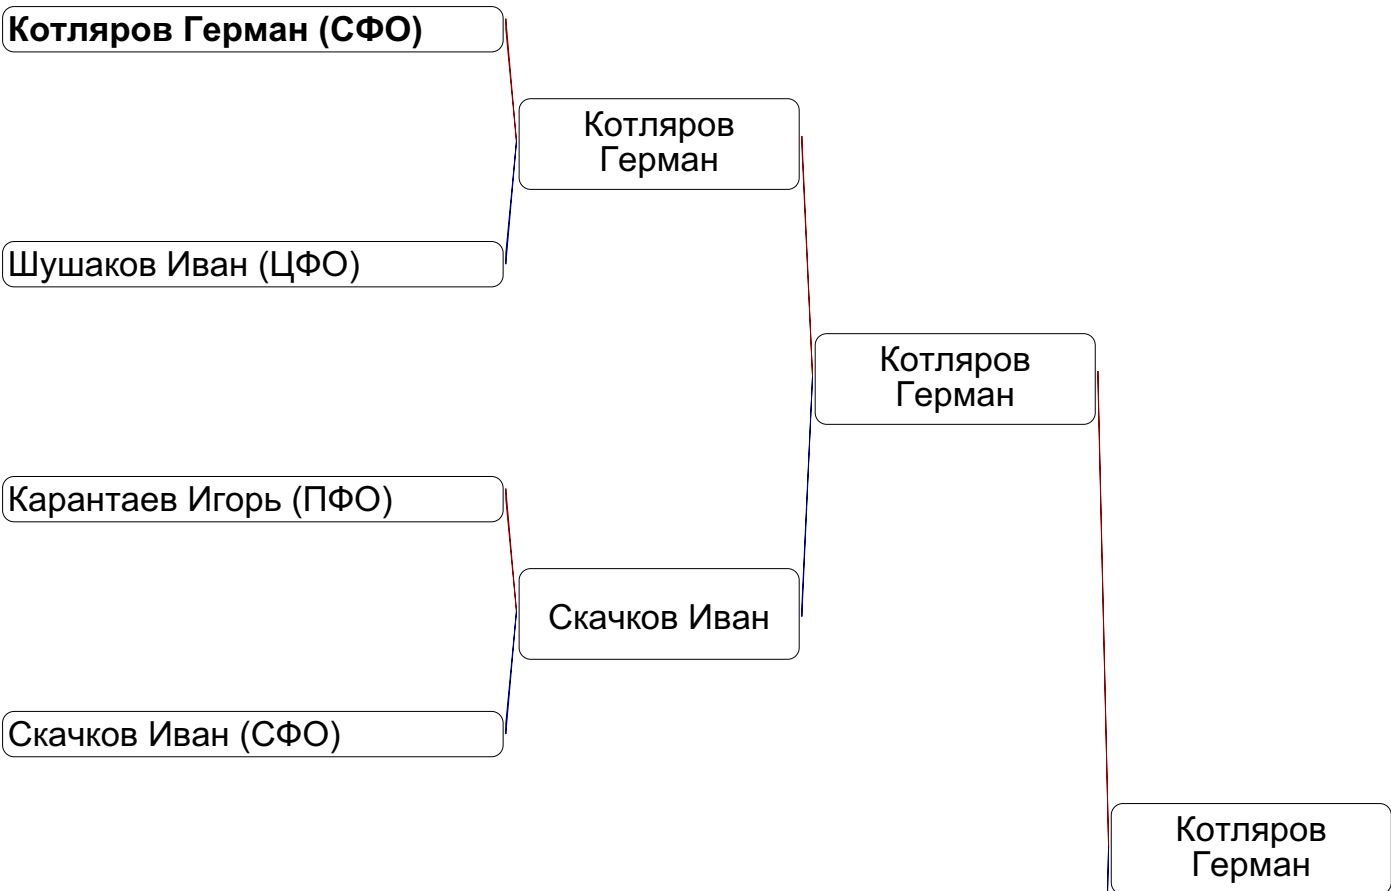 Котляров Герман (СФО)
Котляров
Герман
Шушаков Иван (ЦФО)
Котляров
Герман
Карантаев Игорь (ПФО)
Скачков Иван
Скачков Иван (СФО)
Котляров
Герман